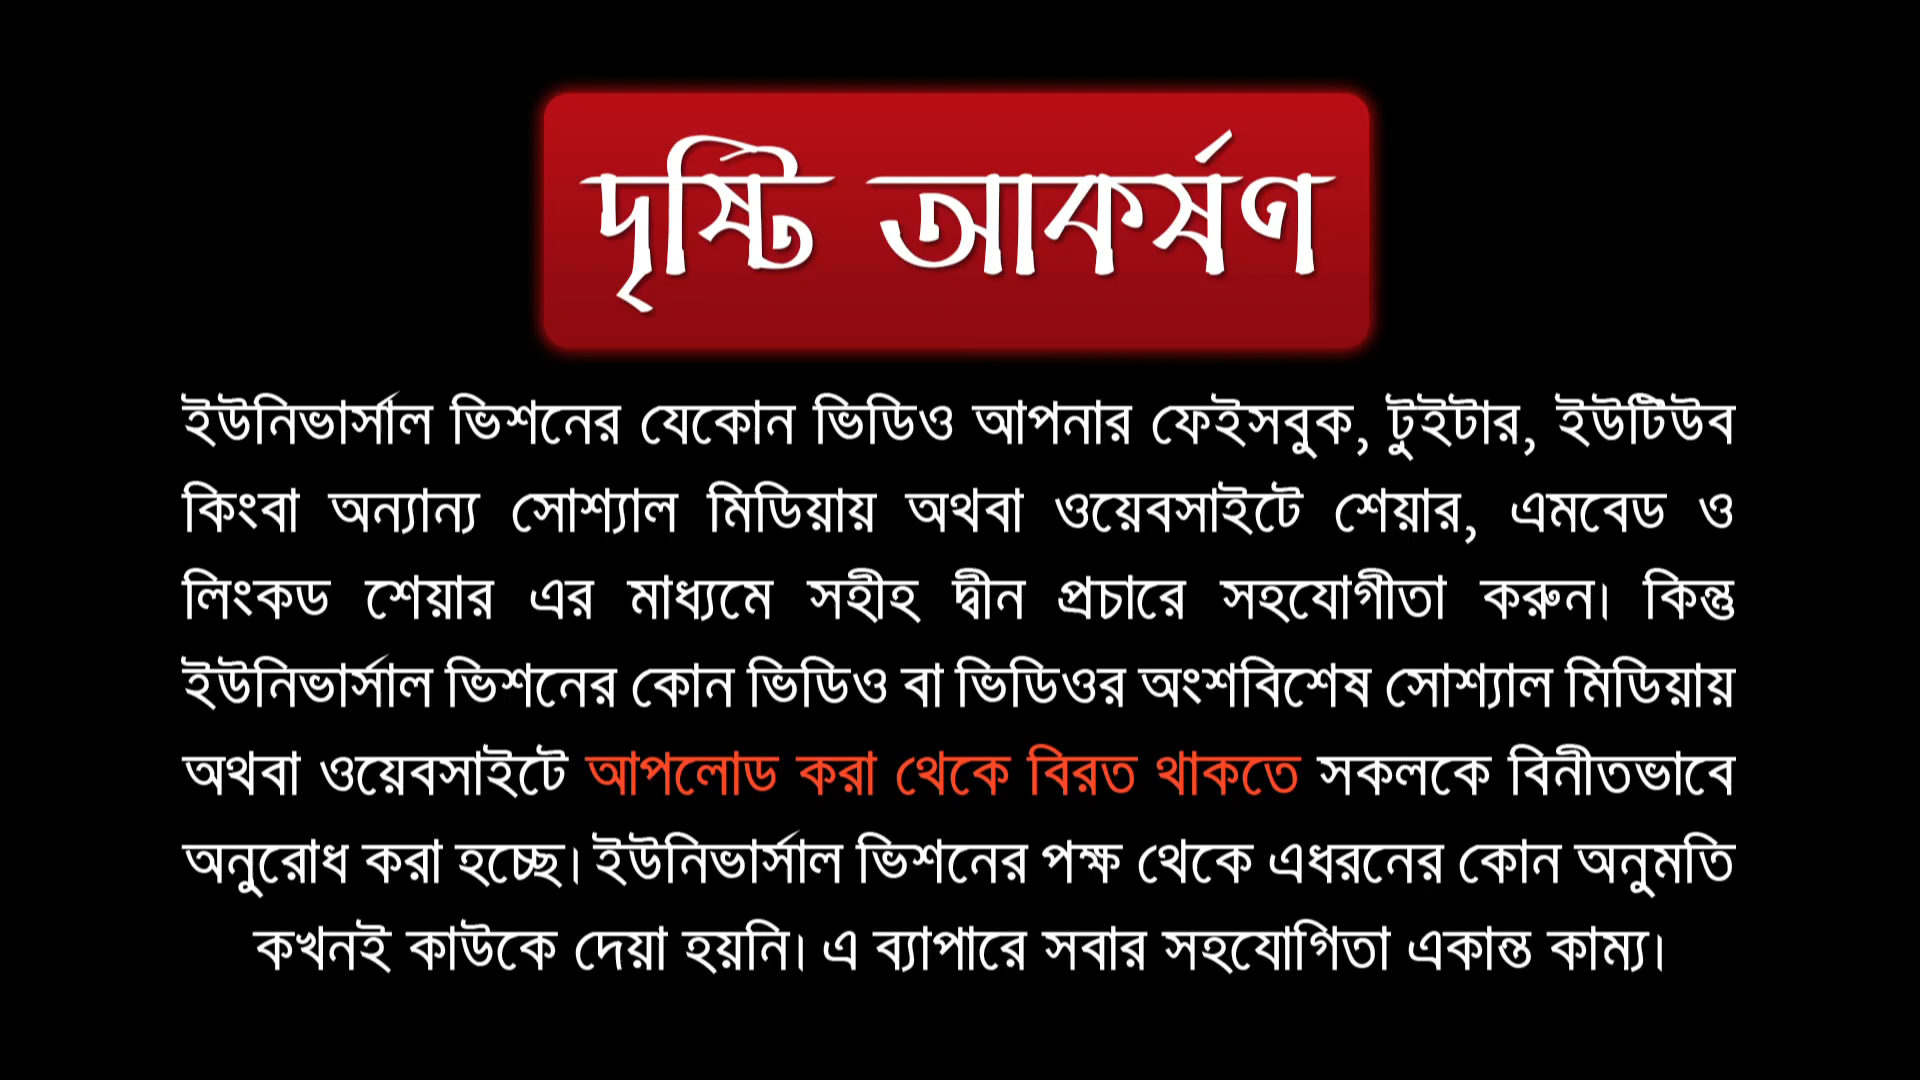 দৃষ্টি আকর্ষণ
ইউনিভার্সাল ভিশনের যেকোন ভিডিও আপনার ফেইসবুক, টুইটার, ইউটিউব
কিংবা অন্যান্য সোশ্যাল মিডিয়ায় অথবা ওয়েবসাইটে শেয়ার, এমবেড ও
লিংকড শেয়ার এর মাধ্যমে সহীহ দ্বীন প্রচারে সহযোগীতা করুন। কিন্তু
ইউনিভার্সাল ভিশনের কোন ভিডিও বা ভিডিওর অংশবিশেষ সোশ্যাল মিডিয়ায়
অথবা ওয়েবসাইটে আপলোড করা থেকে বিরত থাকতে সকলকে বিনীতভাবে
অনুরোধ করা হচ্ছে। ইউনিভার্সাল ভিশনের পক্ষ থেকে এধরনের কোন অনুমতি
কখনই কাউকে দেয়া হয়নি। এ ব্যাপারে সবার সহযোগিতা একান্ত কাম্য।